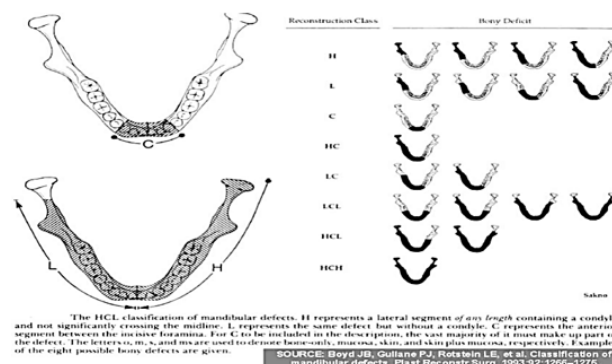 Reconstruction Class
Bony Deficit
H
L
C
HC
LC
LCL
HCL
HCH
C
L
H
The HCL classification of mandibular defects. H represents a lateral segment of any length containing a condyle
and not significantly crossing the midline. L represents the same defect but without a condyle. C represents the anterior
segment between the incisive foramina. For C to be included in the description, the vast majority of it must make up part of
the defect. The letters o, m, s, and ms are used to denote bone-only, mucosa, skin, and skin plus mucosa, respectively. Example
of the eight possible bony defects are given.
SOURCE: Boyd JB, Gullane PJ, Rotstein LE, et al. Classification
mandibular defects. Plast Reconstr Surg. 1993;92:1266-1275